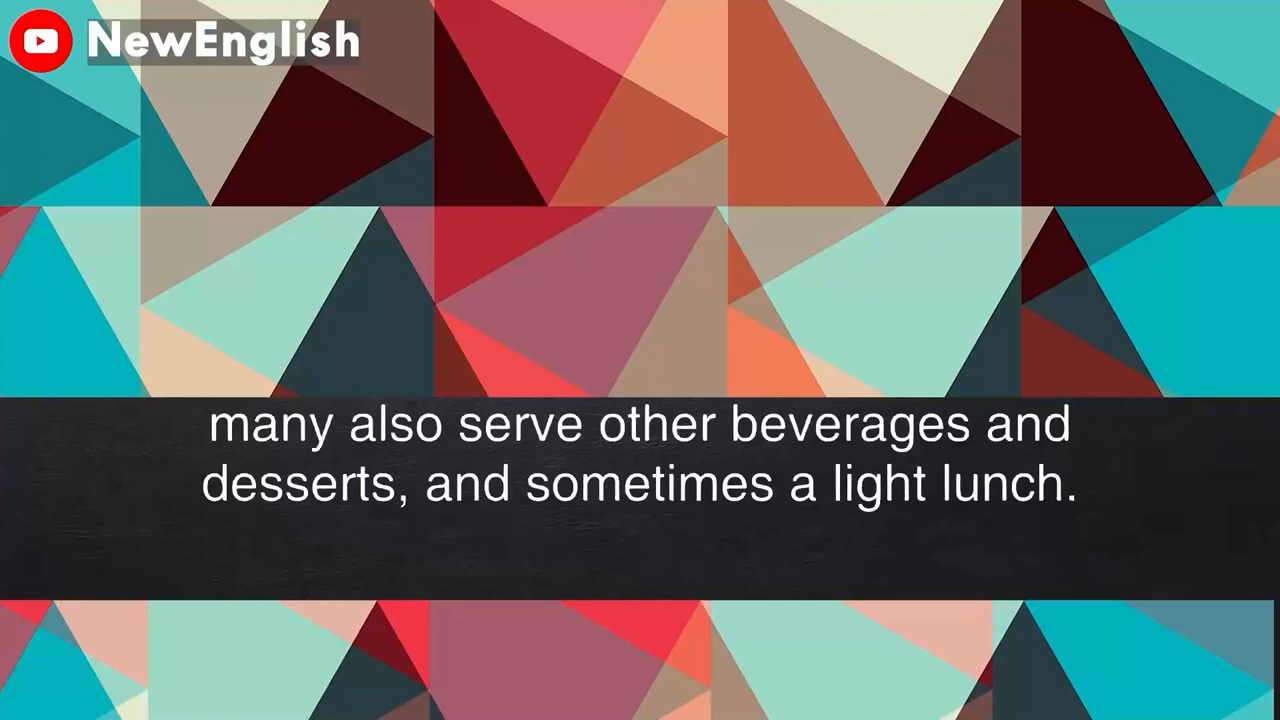 NewEnglish
many also serve other beverages and
desserts, and sometimes a light lunch.